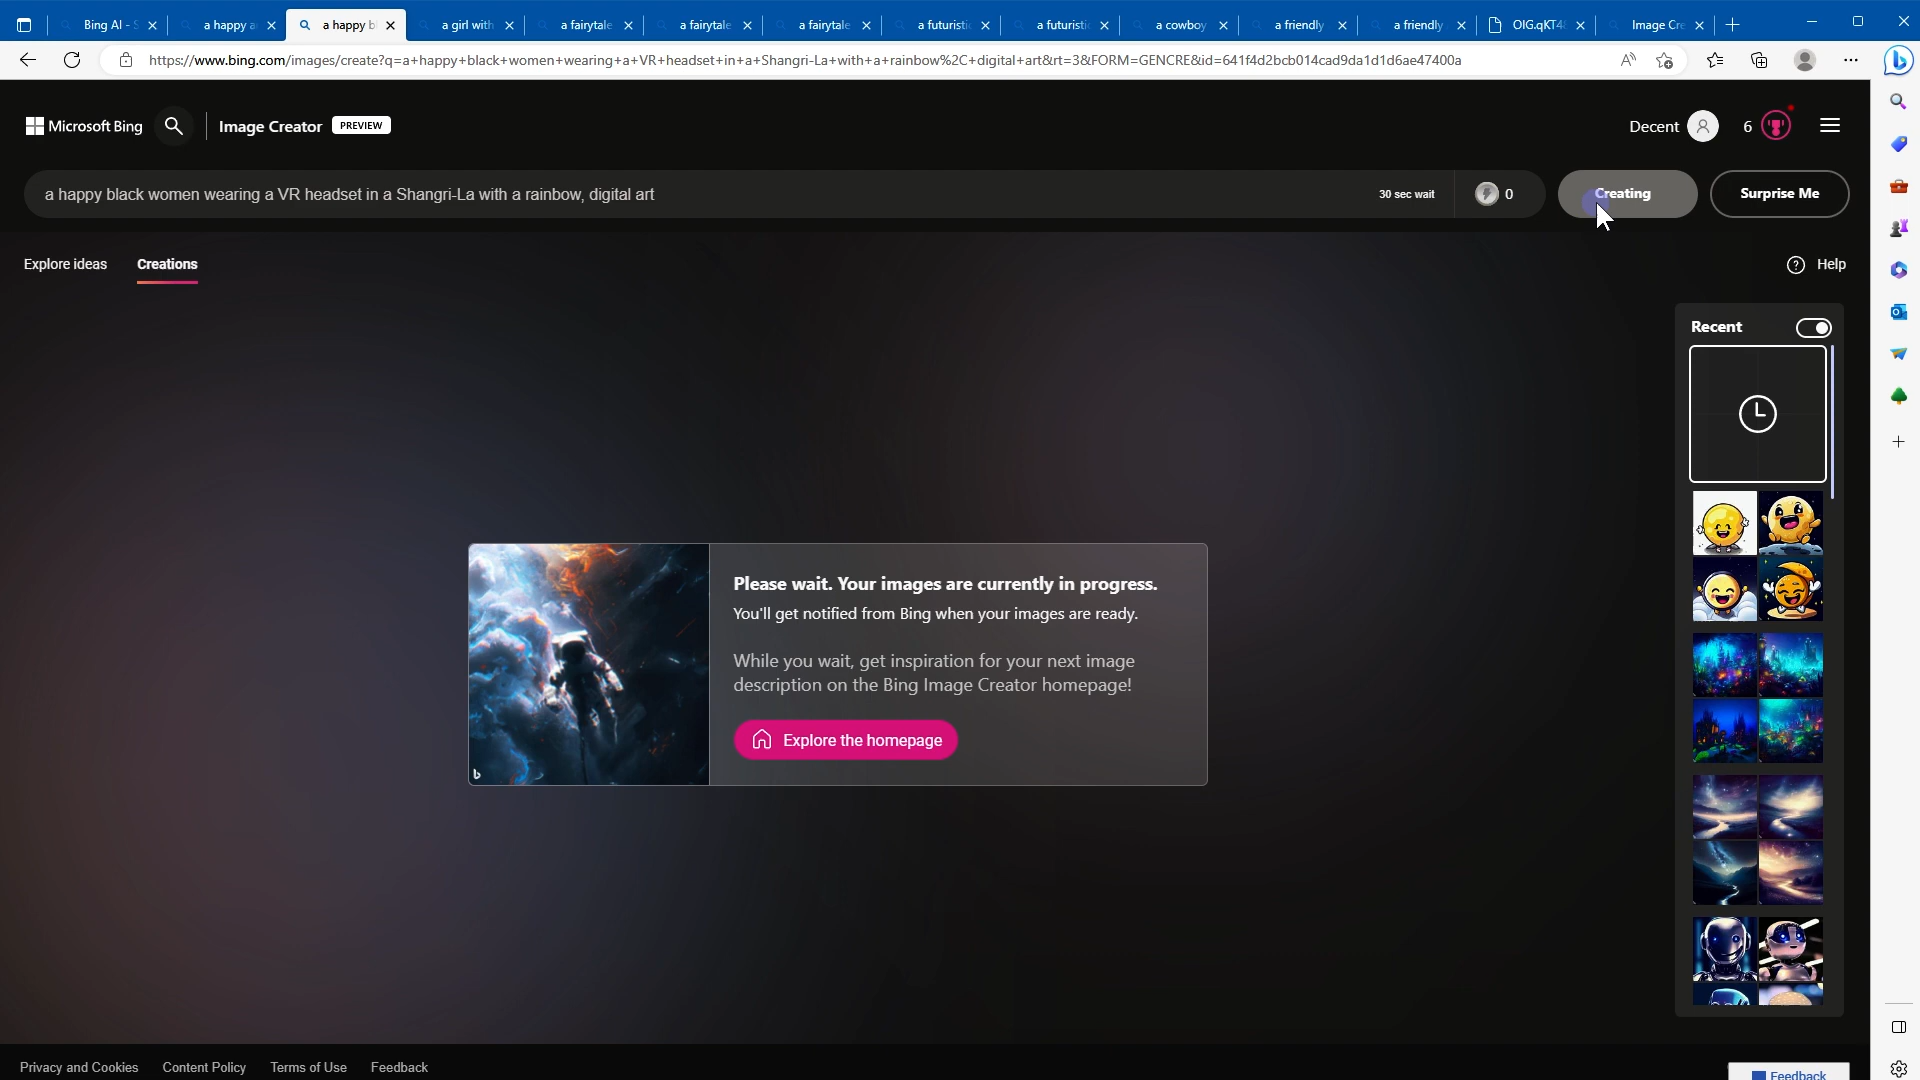 Bing AI - S
a happy a
a happy b
a girl with
a fairytale
a fairytale
a fairytale
a futuristi
a futuristi
a cowboy
a friendly
a friendly
OIG.qKT4
Image Cre
https://www.bing.com/images/create?q=a+happy+black+women+wearing+a+VR+headset+in+a+Shangri-La+with+a+rainbow%2C+digital+art&rt=3&FORM=GENCRE&id=641f4d2bcb014cad9da1d1d6ae47400a
Microsoft Bing
Image Creator PREVIEW
Decent
6
a happy black women wearing a VR headset in a Shangri-La with a rainbow, digital art
30 sec wait
0
Creating
Surprise Me
Explore ideas
Creations
Help
Recent
Please wait. Your images are currently in progress.
You'll get notified from Bing when your images are ready.
While you wait, get inspiration for your next image
description on the Bing Image Creator homepage!
Explore the homepage
Privacy and Cookies
Content Policy
Terms of Use
Feedback
Feedback